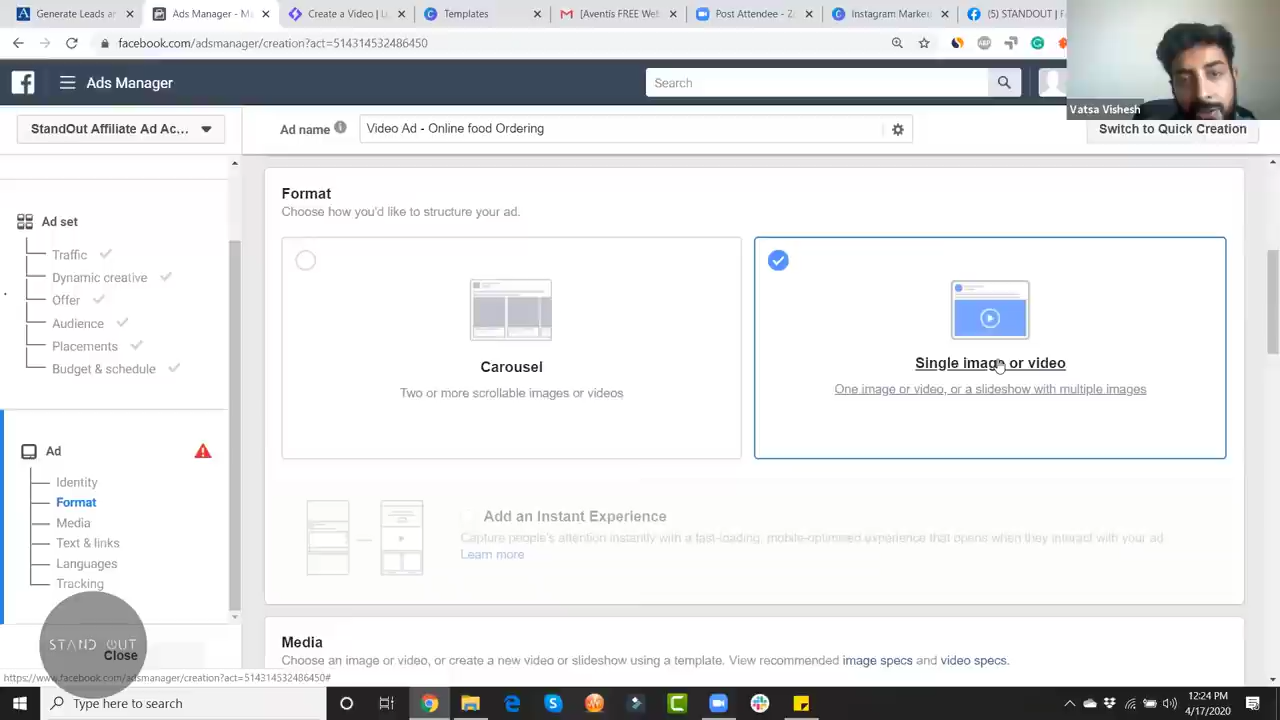 Generate Leads an
Ads Manager - M
Create a Video | L
Templates
[Aventis FREE Web
Post Attendee - Z
Instagram Marke
(5) STANDOUT | F
facebook.com/adsmanager/creation?act=514314532486450
ABP
Ads Manager
Search
Vatsa Vishesh
StandOut Affiliate Ad Ac...
Ad name
Video Ad - Online food Ordering
Switch to Quick Creation
Ad set
Traffic
Dynamic creative
Offer
Audience
Placements
Budget & schedule
Ad
Identity
Format
Media
Text & links
Languages
Tracking
STAND OUT
Close
Format
Choose how you'd like to structure your ad.
Carousel
Two or more scrollable images or videos
Single image or video
One image or video, or a slideshow with multiple images
Add an Instant Experience
Capture people's attention instantly with a fast-loading, mobile-optimised experience that opens when they interact with your ad
Learn more
Media
Choose an image or video, or create a new video or slideshow using a template. View recommended image specs and video specs.
https://www.facebook.com/adsmanager/creation?act=514314532486450#
Type here to search
12:24 PM
4/17/2020